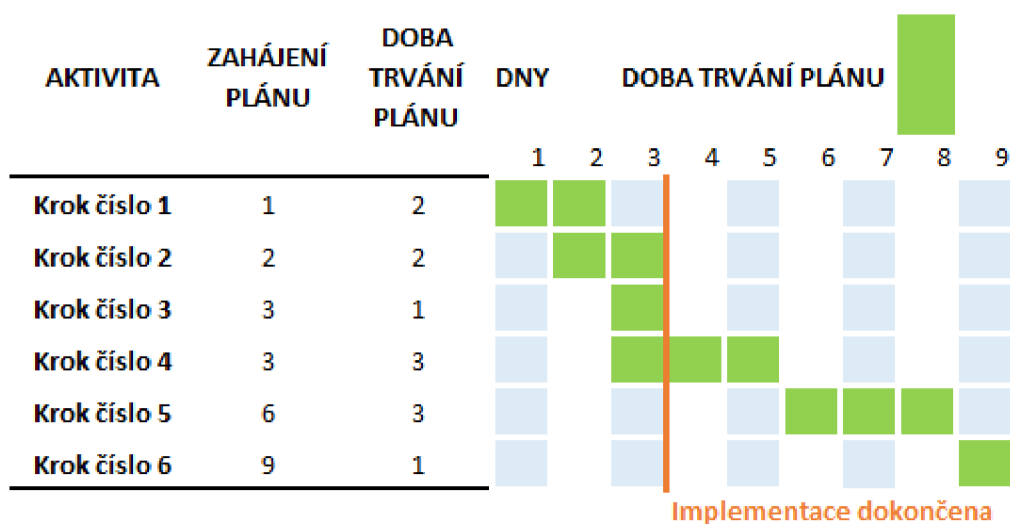 AKTIVITA ZAHÁJENÍ PLÁNU DOBA TRVÁNÍ PLÁNU DNY DOBA TRVÁNÍ PLÁNU
1 2 3 4 5 6 7 8 9
Krok číslo 1 1 2
Krok číslo 2 2 2
Krok číslo 3 3 1
Krok číslo 4 3 3
Krok číslo 5 6 3
Krok číslo 6 9 1
Implementace dokončena